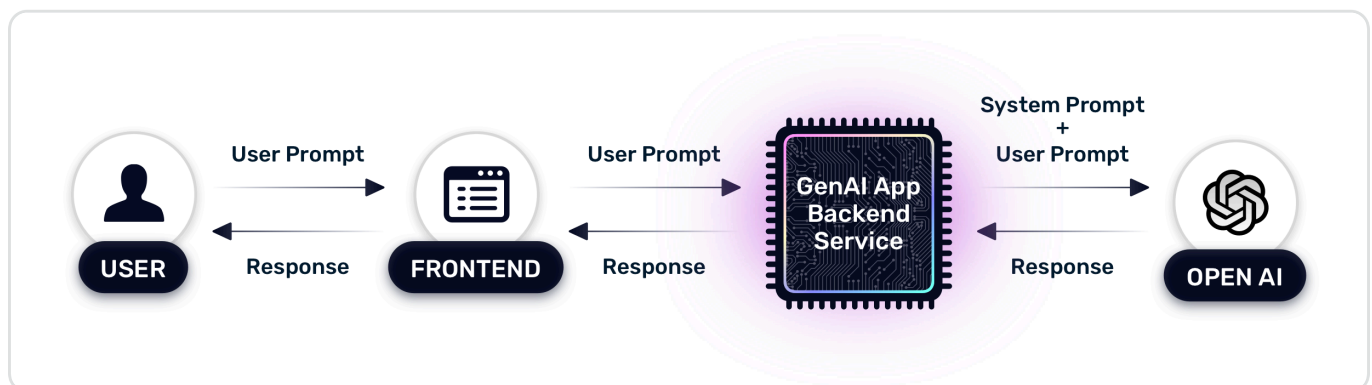 System Prompt
+
User Prompt
User Prompt
User Prompt
GenAI App
Backend
Service
Response
Response
Response
USER
FRONTEND
OPEN AI